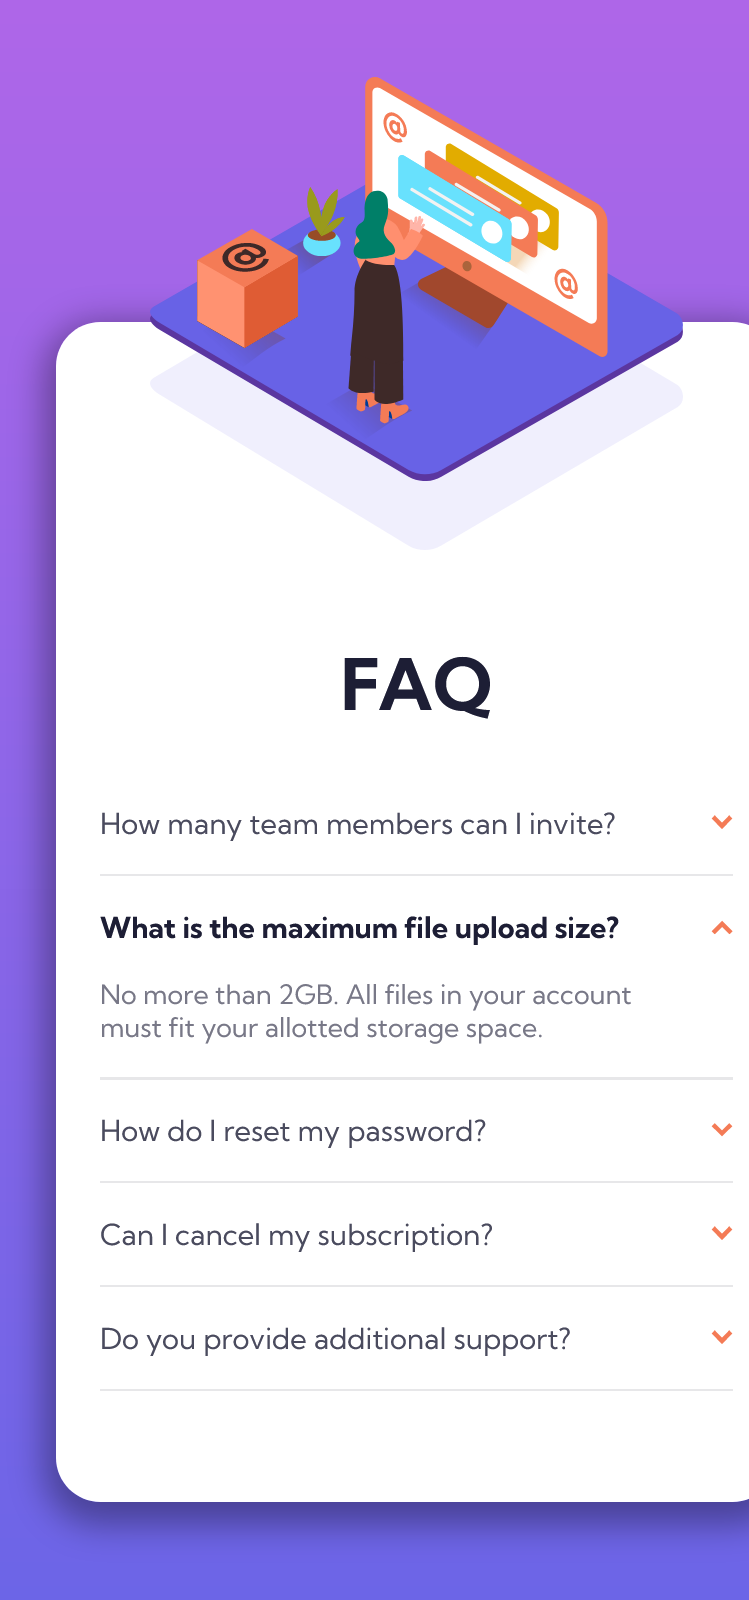 @
@
@
FAQ
How many team members can I invite?
What is the maximum file upload size?
No more than 2GB. All files in your account
must fit your allotted storage space.
How do I reset my password?
Can I cancel my subscription?
Do you provide additional support?